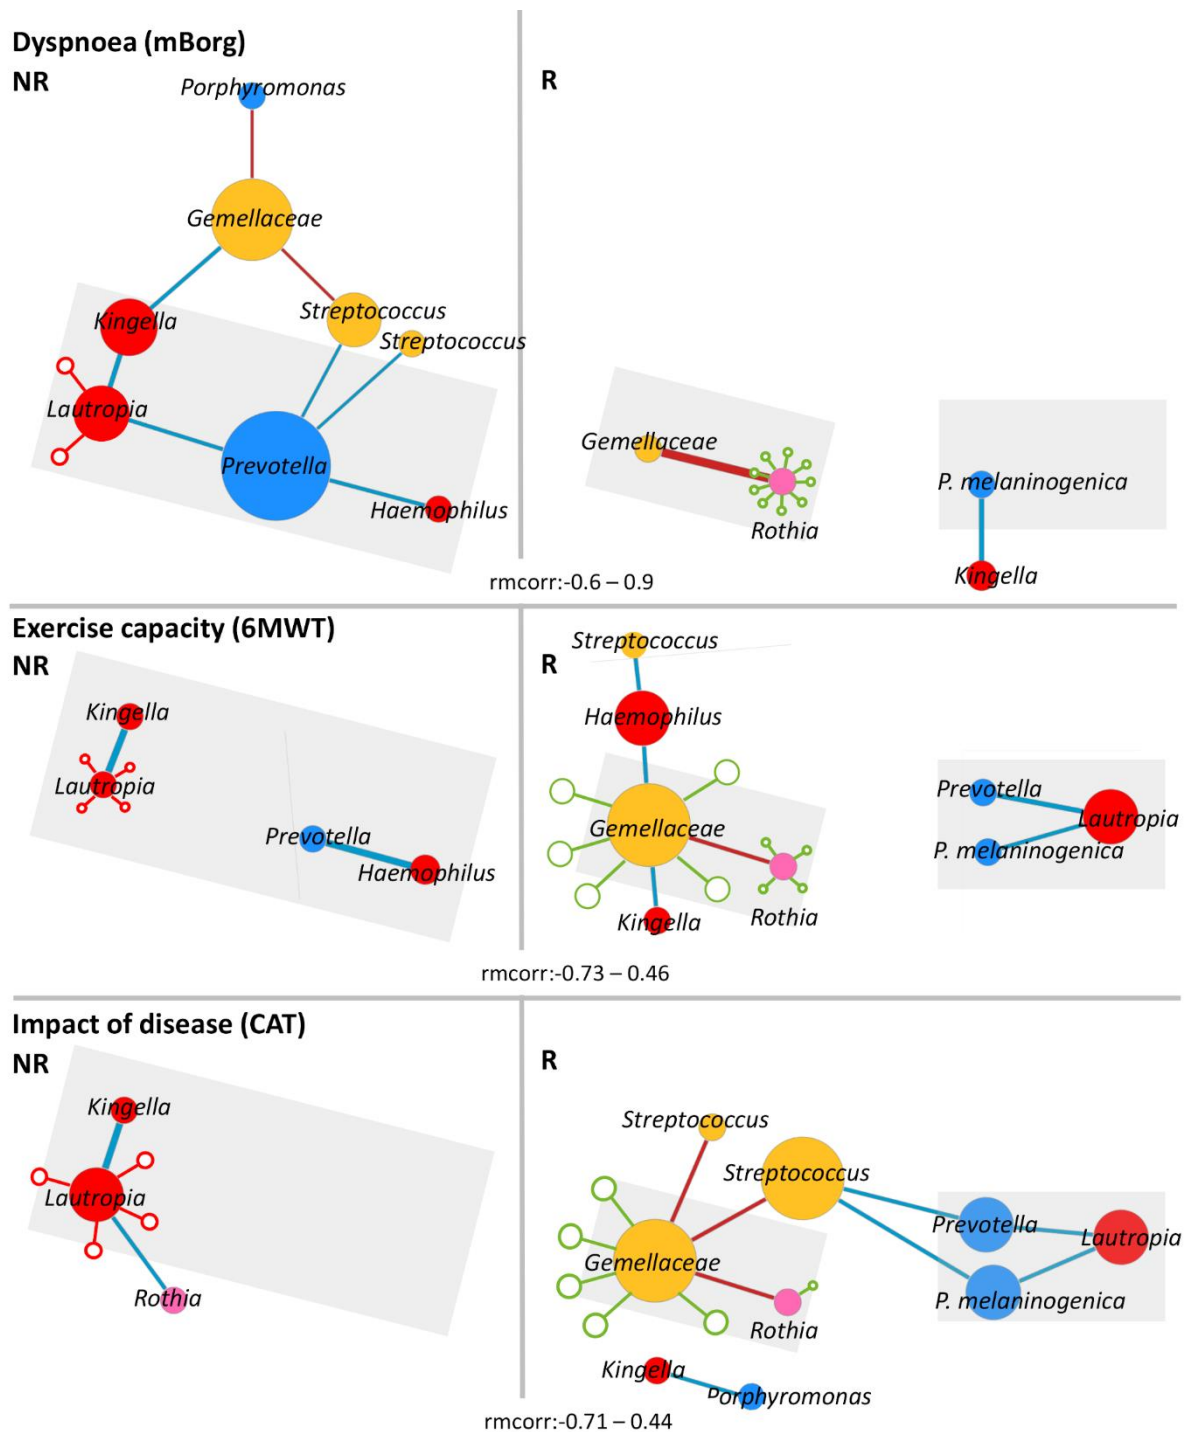 Dyspnoea (mBorg)
NR
Porphyromonas
Gemellaceae
Kingella
Streptococcus
Streptococcus
Lautropia
Prevotella
Haemophilus
R
Gemellaceae
Rothia
P. melaninogenica
Kingella
rmcorr:-0.6 – 0.9
Exercise capacity (6MWT)
NR
Kingella
Lautropia
Prevotella
Haemophilus
R
Streptococcus
Haemophilus
Gemellaceae
Rothia
Kingella
Prevotella
Lautropia
P. melaninogenica
rmcorr:-0.73 – 0.46
Impact of disease (CAT)
NR
Kingella
Lautropia
Rothia
R
Streptococcus
Streptococcus
Gemellaceae
Rothia
Prevotella
Lautropia
P. melaninogenica
Kingella
Porphyromonas
rmcorr:-0.71 – 0.44